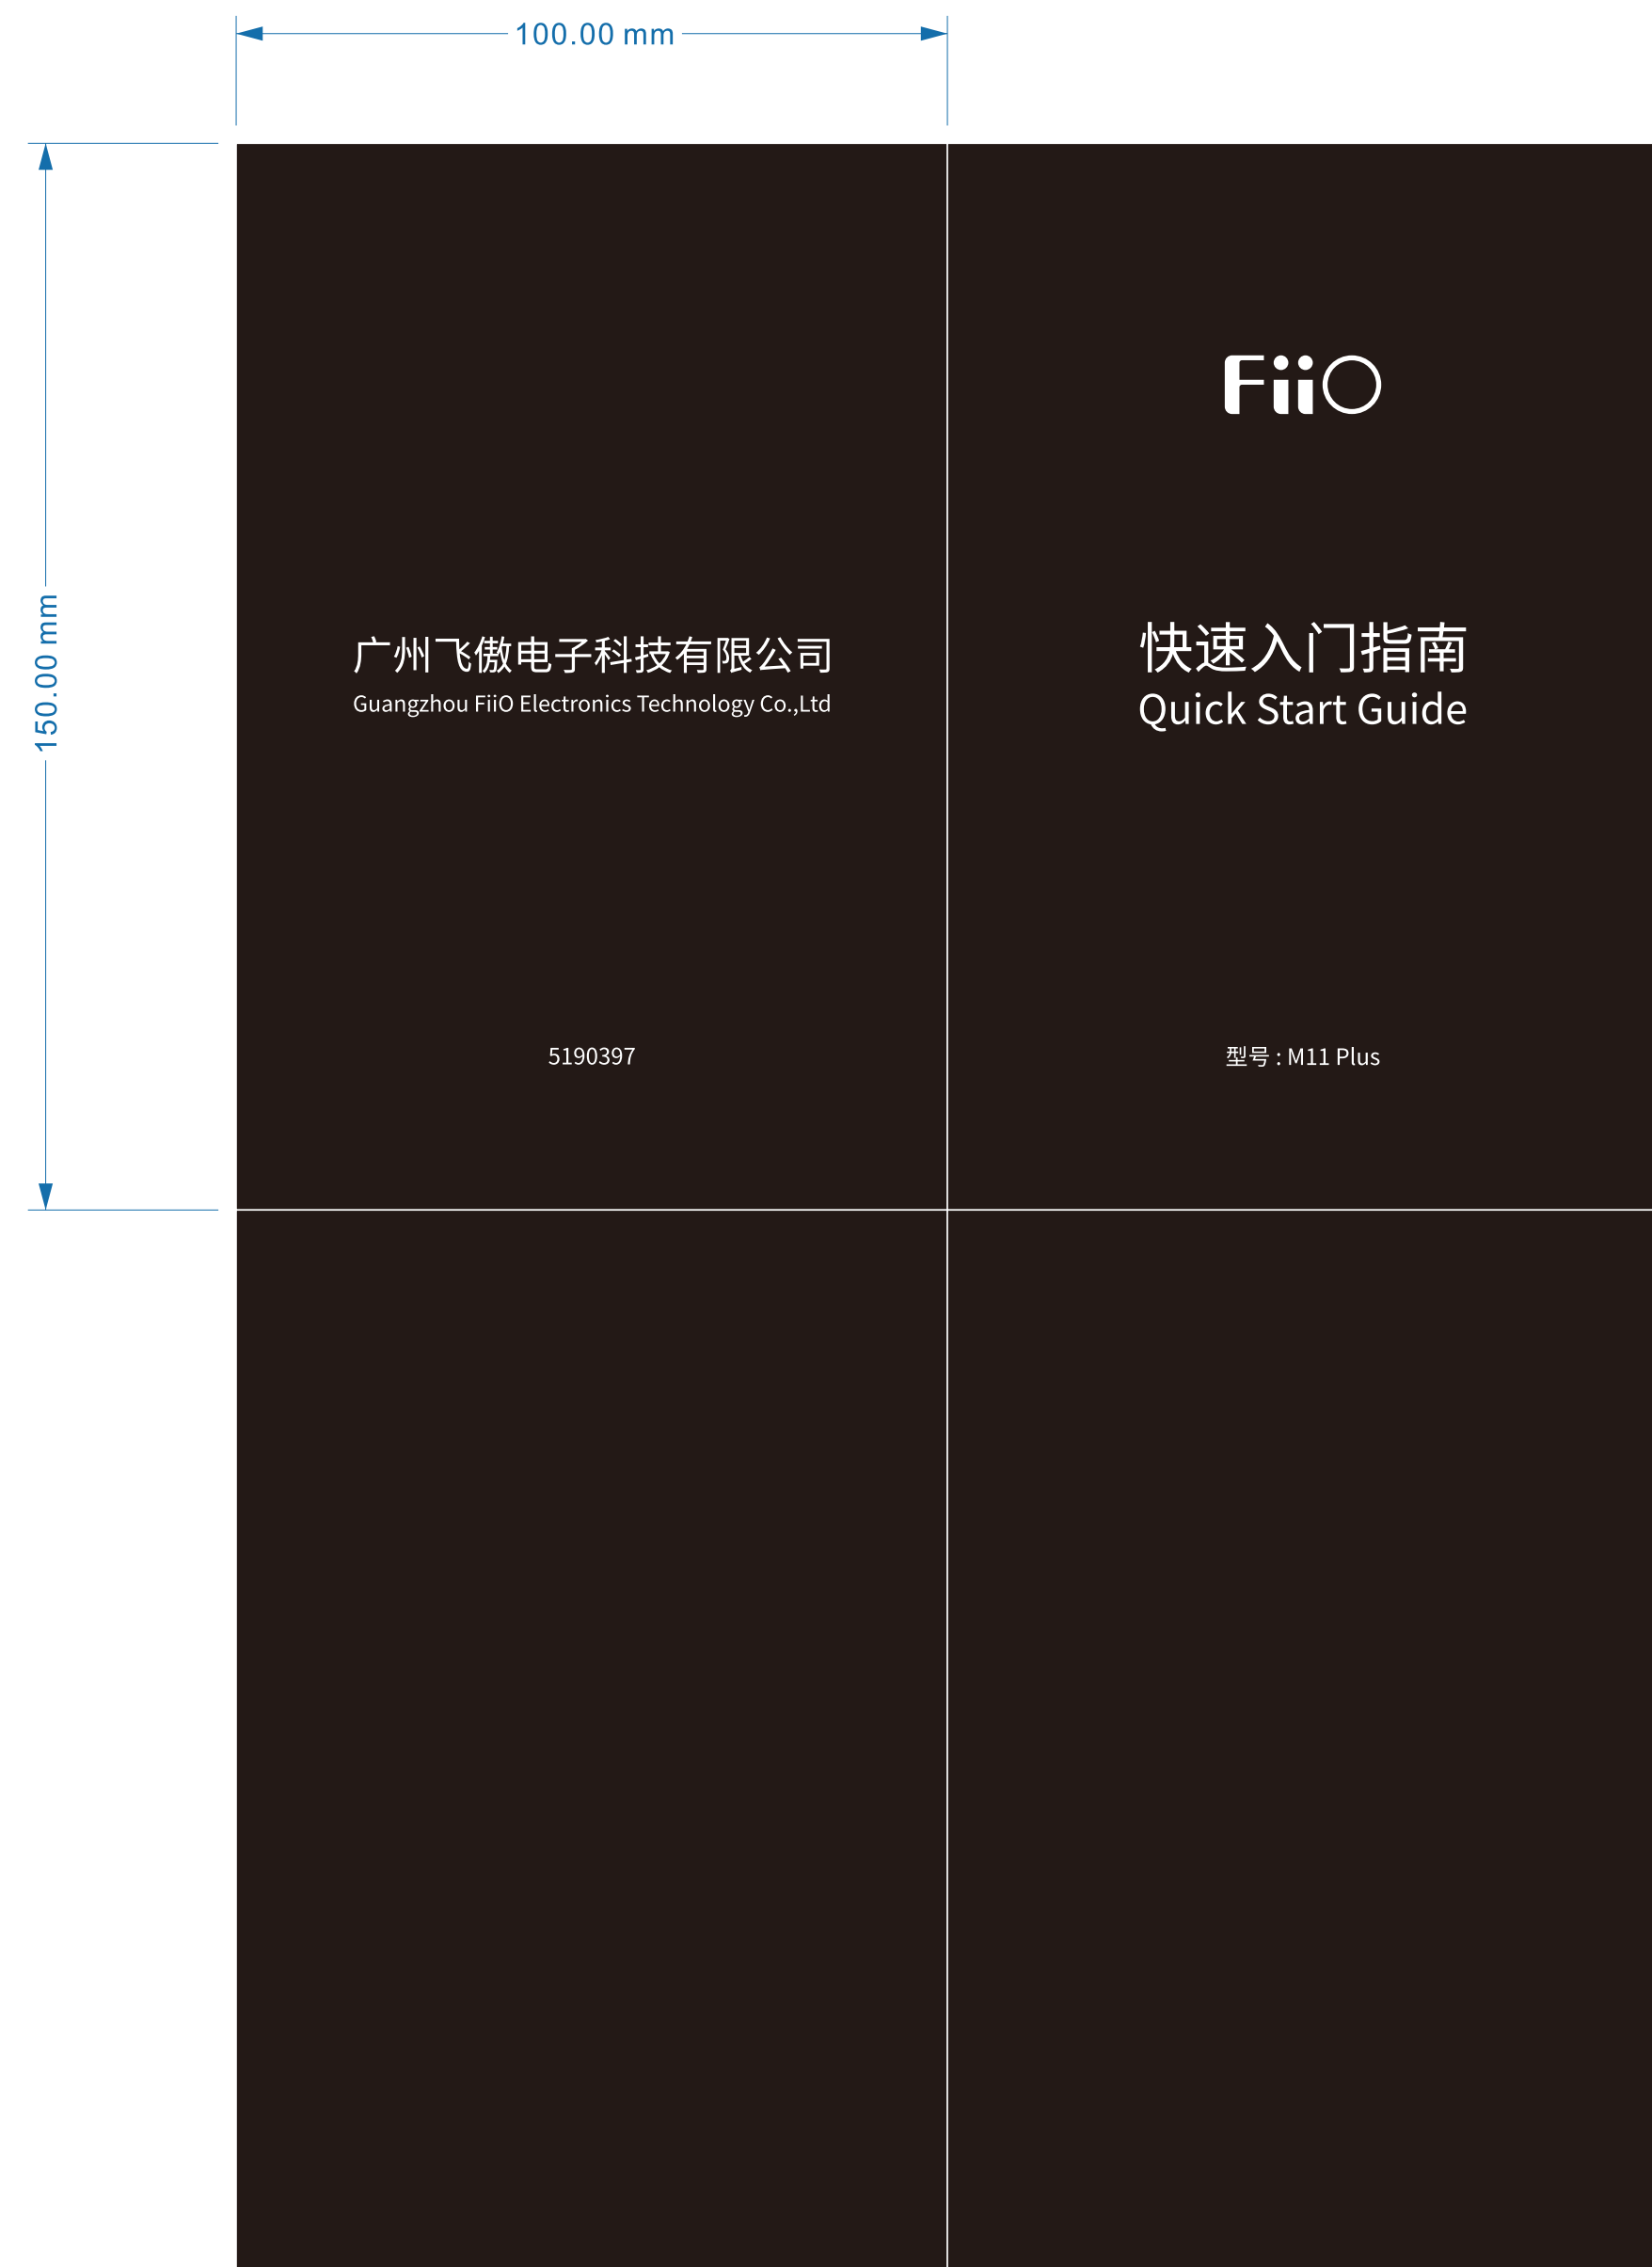 100.00 mm
150.00 mm
广州飞傲电子科技有限公司
Guangzhou FiiO Electronics Technology Co.,Ltd
5190397
FiiO
快速入门指南
Quick Start Guide
型号 : M11 Plus